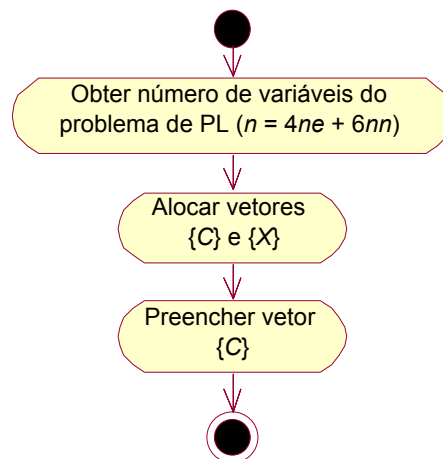 Obter número de variáveis do
problema de PL (n = 4ne + 6nn)
Alocar vetores
{C} e {X}
Preencher vetor
{C}